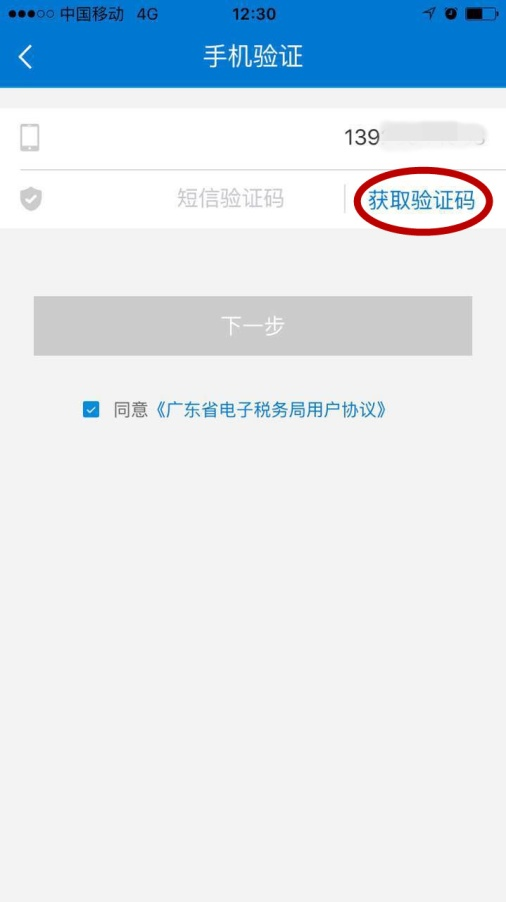 中国移动 4G 12:30
手机验证
139
短信验证码 获取验证码
下一步
同意《广东省电子税务局用户协议》